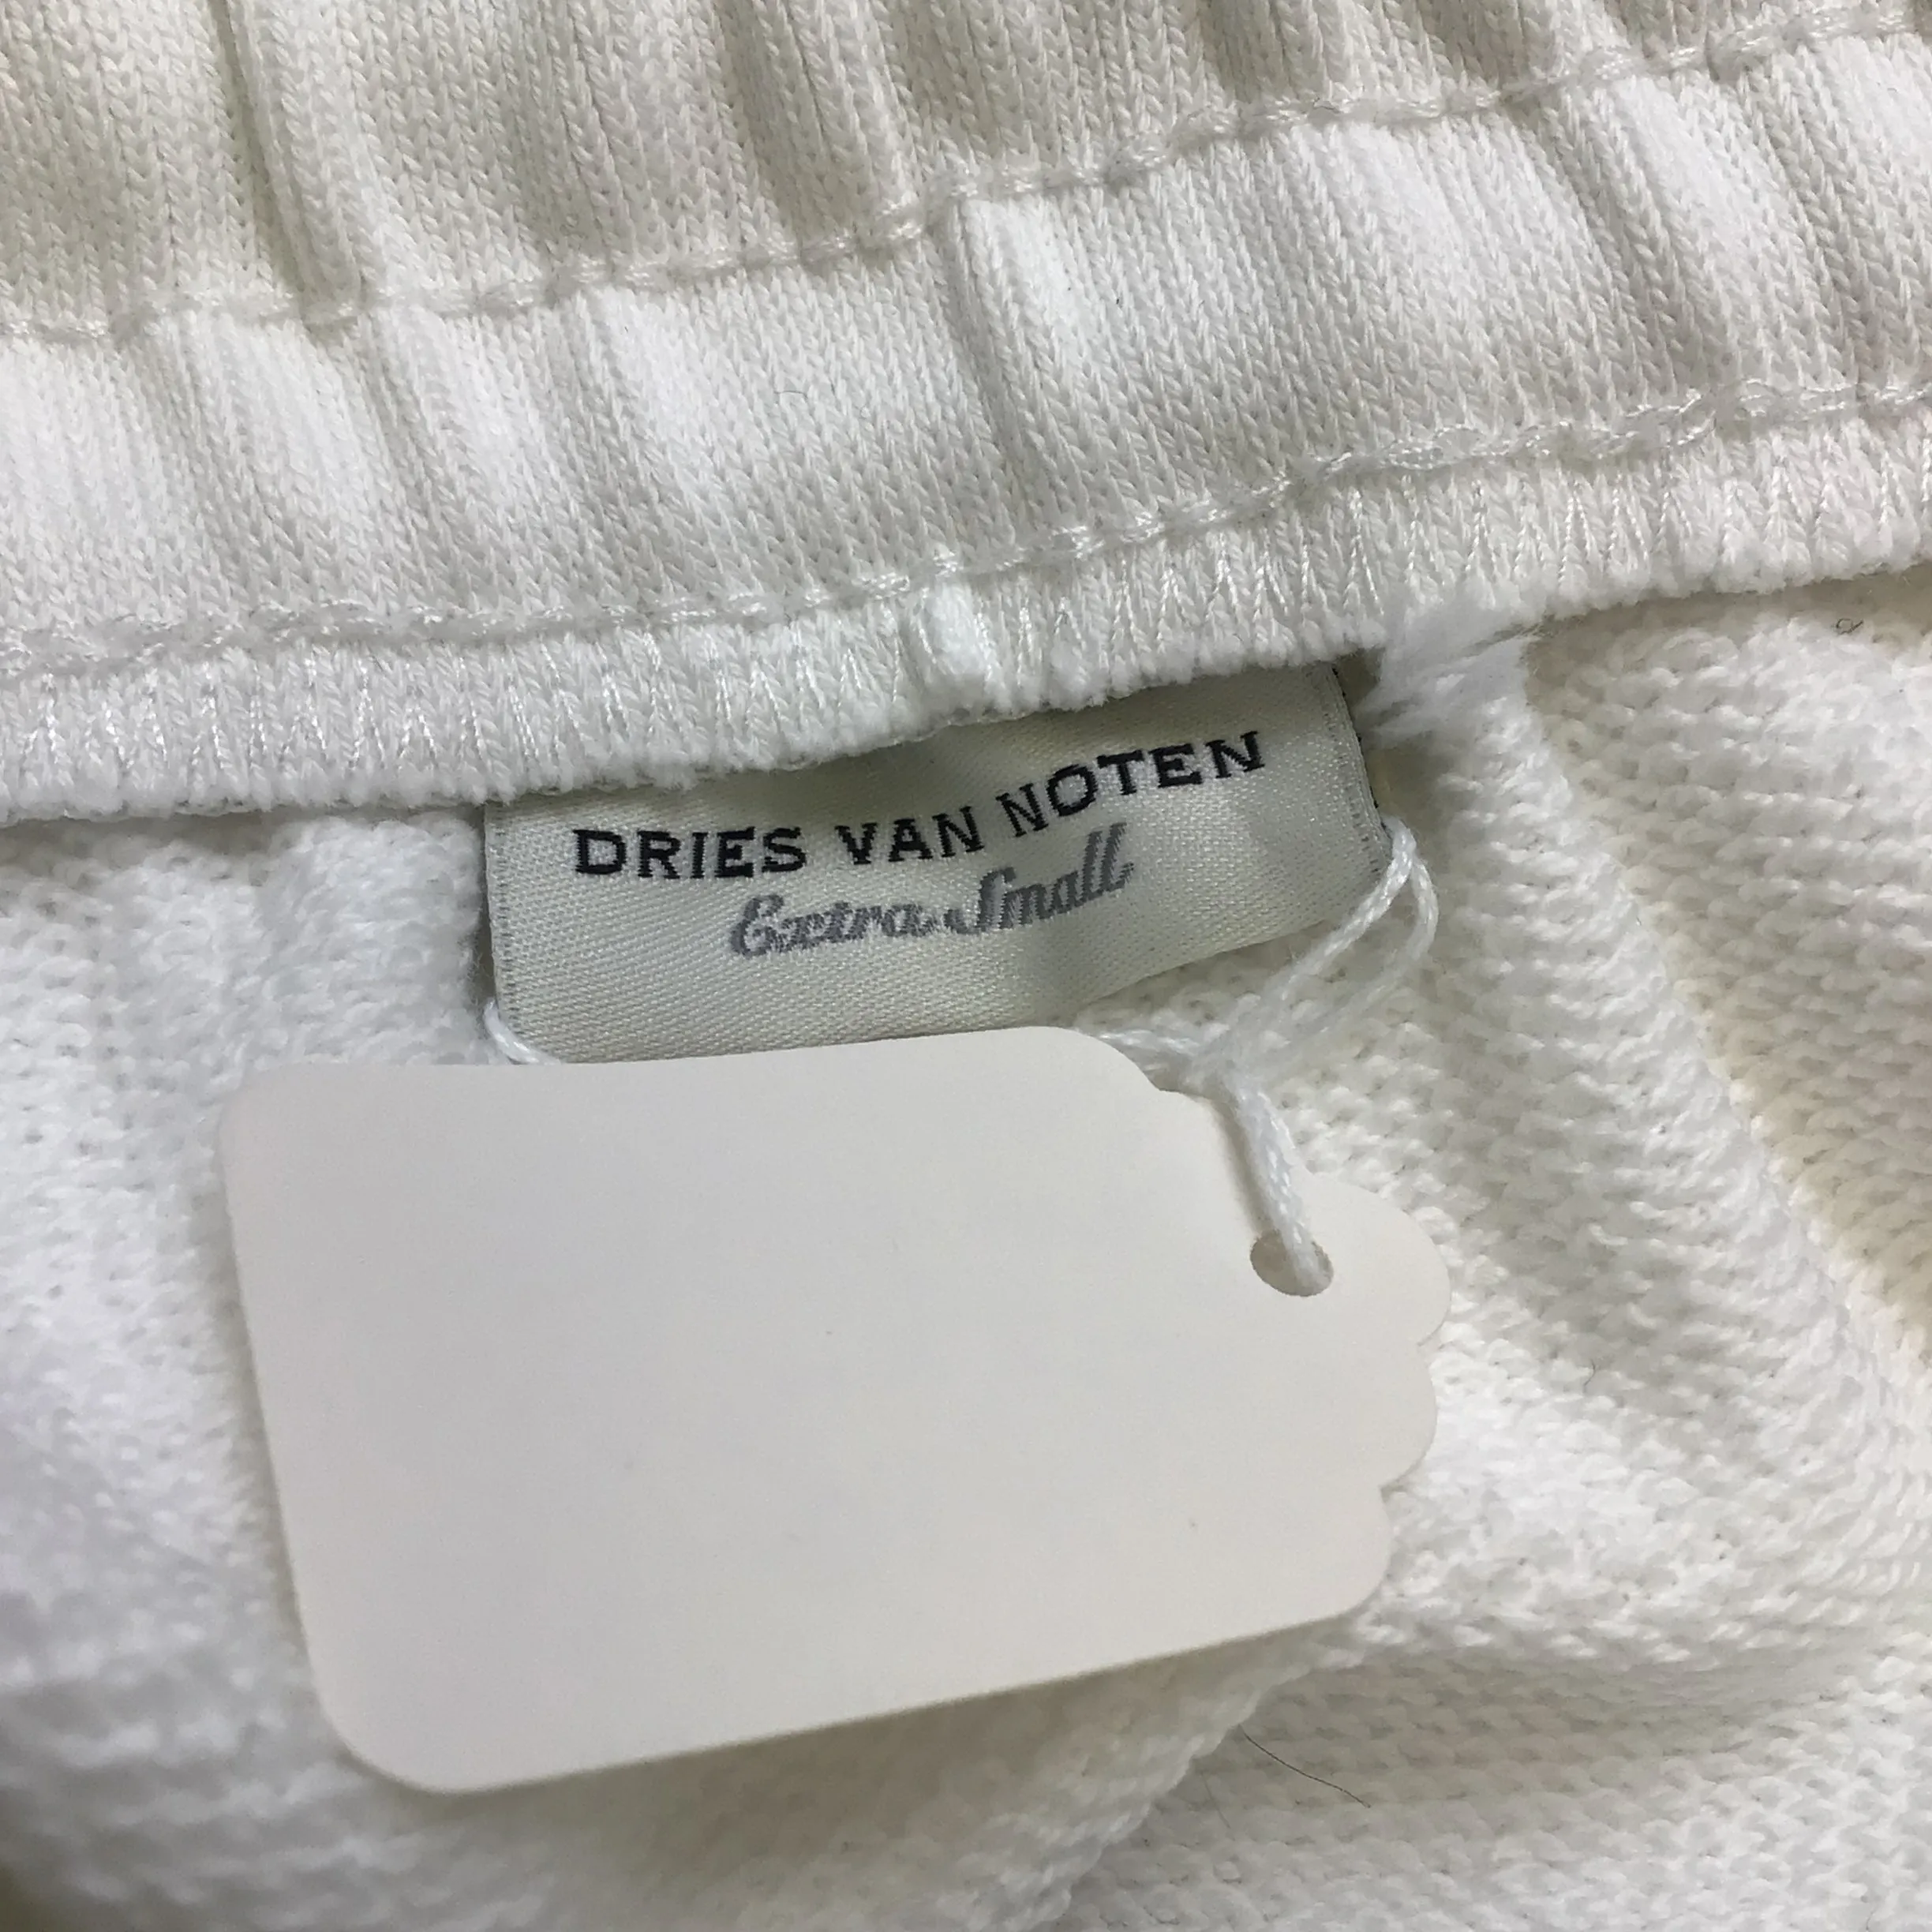 DRIES VAN NOTEN
Extra Small